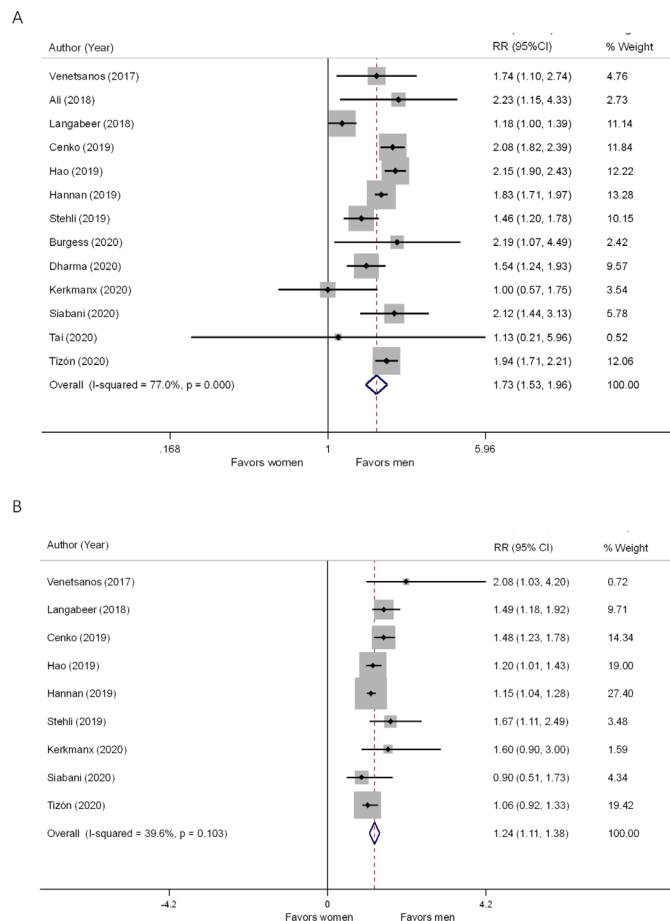 A
Author (Year) RR (95%CI) % Weight
Venetsanos (2017) 1.74 (1.10, 2.74) 4.76
Ali (2018) 2.23 (1.15, 4.33) 2.73
Langabeer (2018) 1.18 (1.00, 1.39) 11.14
Cenko (2019) 2.08 (1.82, 2.39) 11.84
Hao (2019) 2.15 (1.90, 2.43) 12.22
Hannan (2019) 1.83 (1.71, 1.97) 13.28
Stehli (2019) 1.46 (1.20, 1.78) 10.15
Burgess (2020) 2.19 (1.07, 4.49) 2.42
Dharma (2020) 1.54 (1.24, 1.93) 9.57
Kerkmanx (2020) 1.00 (0.57, 1.75) 3.54
Siabani (2020) 2.12 (1.44, 3.13) 5.78
Tai (2020) 1.13 (0.21, 5.96) 0.52
Tizón (2020) 1.94 (1.71, 2.21) 12.06
Overall (I-squared = 77.0%, p = 0.000) 1.73 (1.53, 1.96) 100.00
.168 1 5.96
Favors women Favors men
B
Author (Year) RR (95% CI) % Weight
Venetsanos (2017) 2.08 (1.03, 4.20) 0.72
Langabeer (2018) 1.49 (1.18, 1.92) 9.71
Cenko (2019) 1.48 (1.23, 1.78) 14.34
Hao (2019) 1.20 (1.01, 1.43) 19.00
Hannan (2019) 1.15 (1.04, 1.28) 27.40
Stehli (2019) 1.67 (1.11, 2.49) 3.48
Kerkmanx (2020) 1.60 (0.90, 3.00) 1.59
Siabani (2020) 0.90 (0.51, 1.73) 4.34
Tizón (2020) 1.06 (0.92, 1.33) 19.42
Overall (I-squared = 39.6%, p = 0.103) 1.24 (1.11, 1.38) 100.00
-4.2 0 4.2
Favors women Favors men